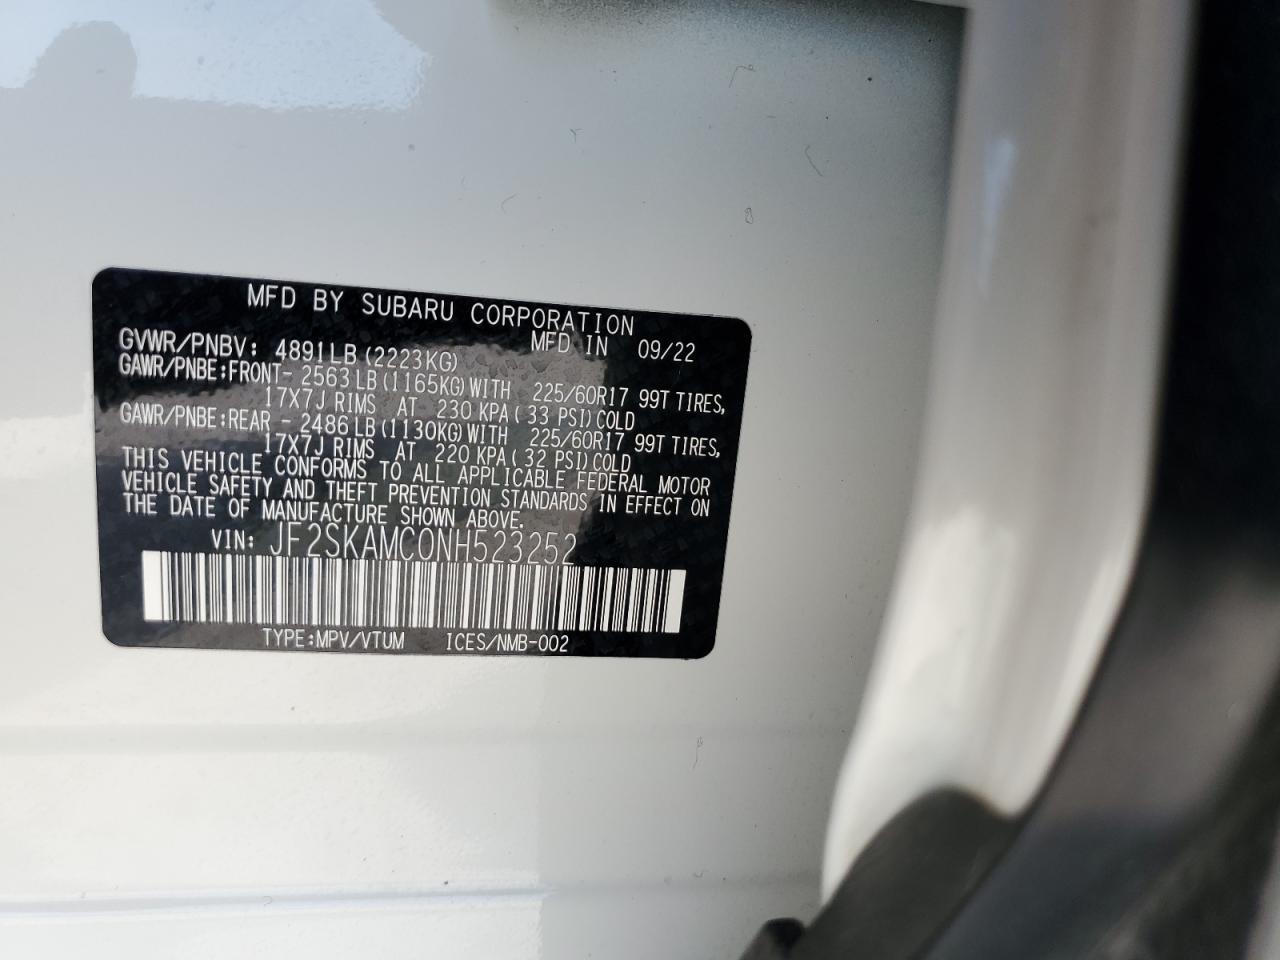 MFD BY SUBARU CORPORATION
GVWR/PNBV: 4891LB(2223KG) MFD IN 09/22
GAWR/PNBE:FRONT- 2563LB(1165KG)WITH 225/60R17 99T TIRES,
17X7J RIMS AT 230 KPA( 33 PSI)COLD
GAWR/PNBE:REAR - 2486LB(1130KG)WITH 225/60R17 99T TIRES,
17X7J RIMS AT 220 KPA( 32 PSI)COLD
THIS VEHICLE CONFORMS TO ALL APPLICABLE FEDERAL MOTOR
VEHICLE SAFETY AND THEFT PREVENTION STANDARDS IN EFFECT ON
THE DATE OF MANUFACTURE SHOWN ABOVE.
VIN: JF2SKAMC0NH523252
TYPE:MPV/VTUM ICES/NMB-002